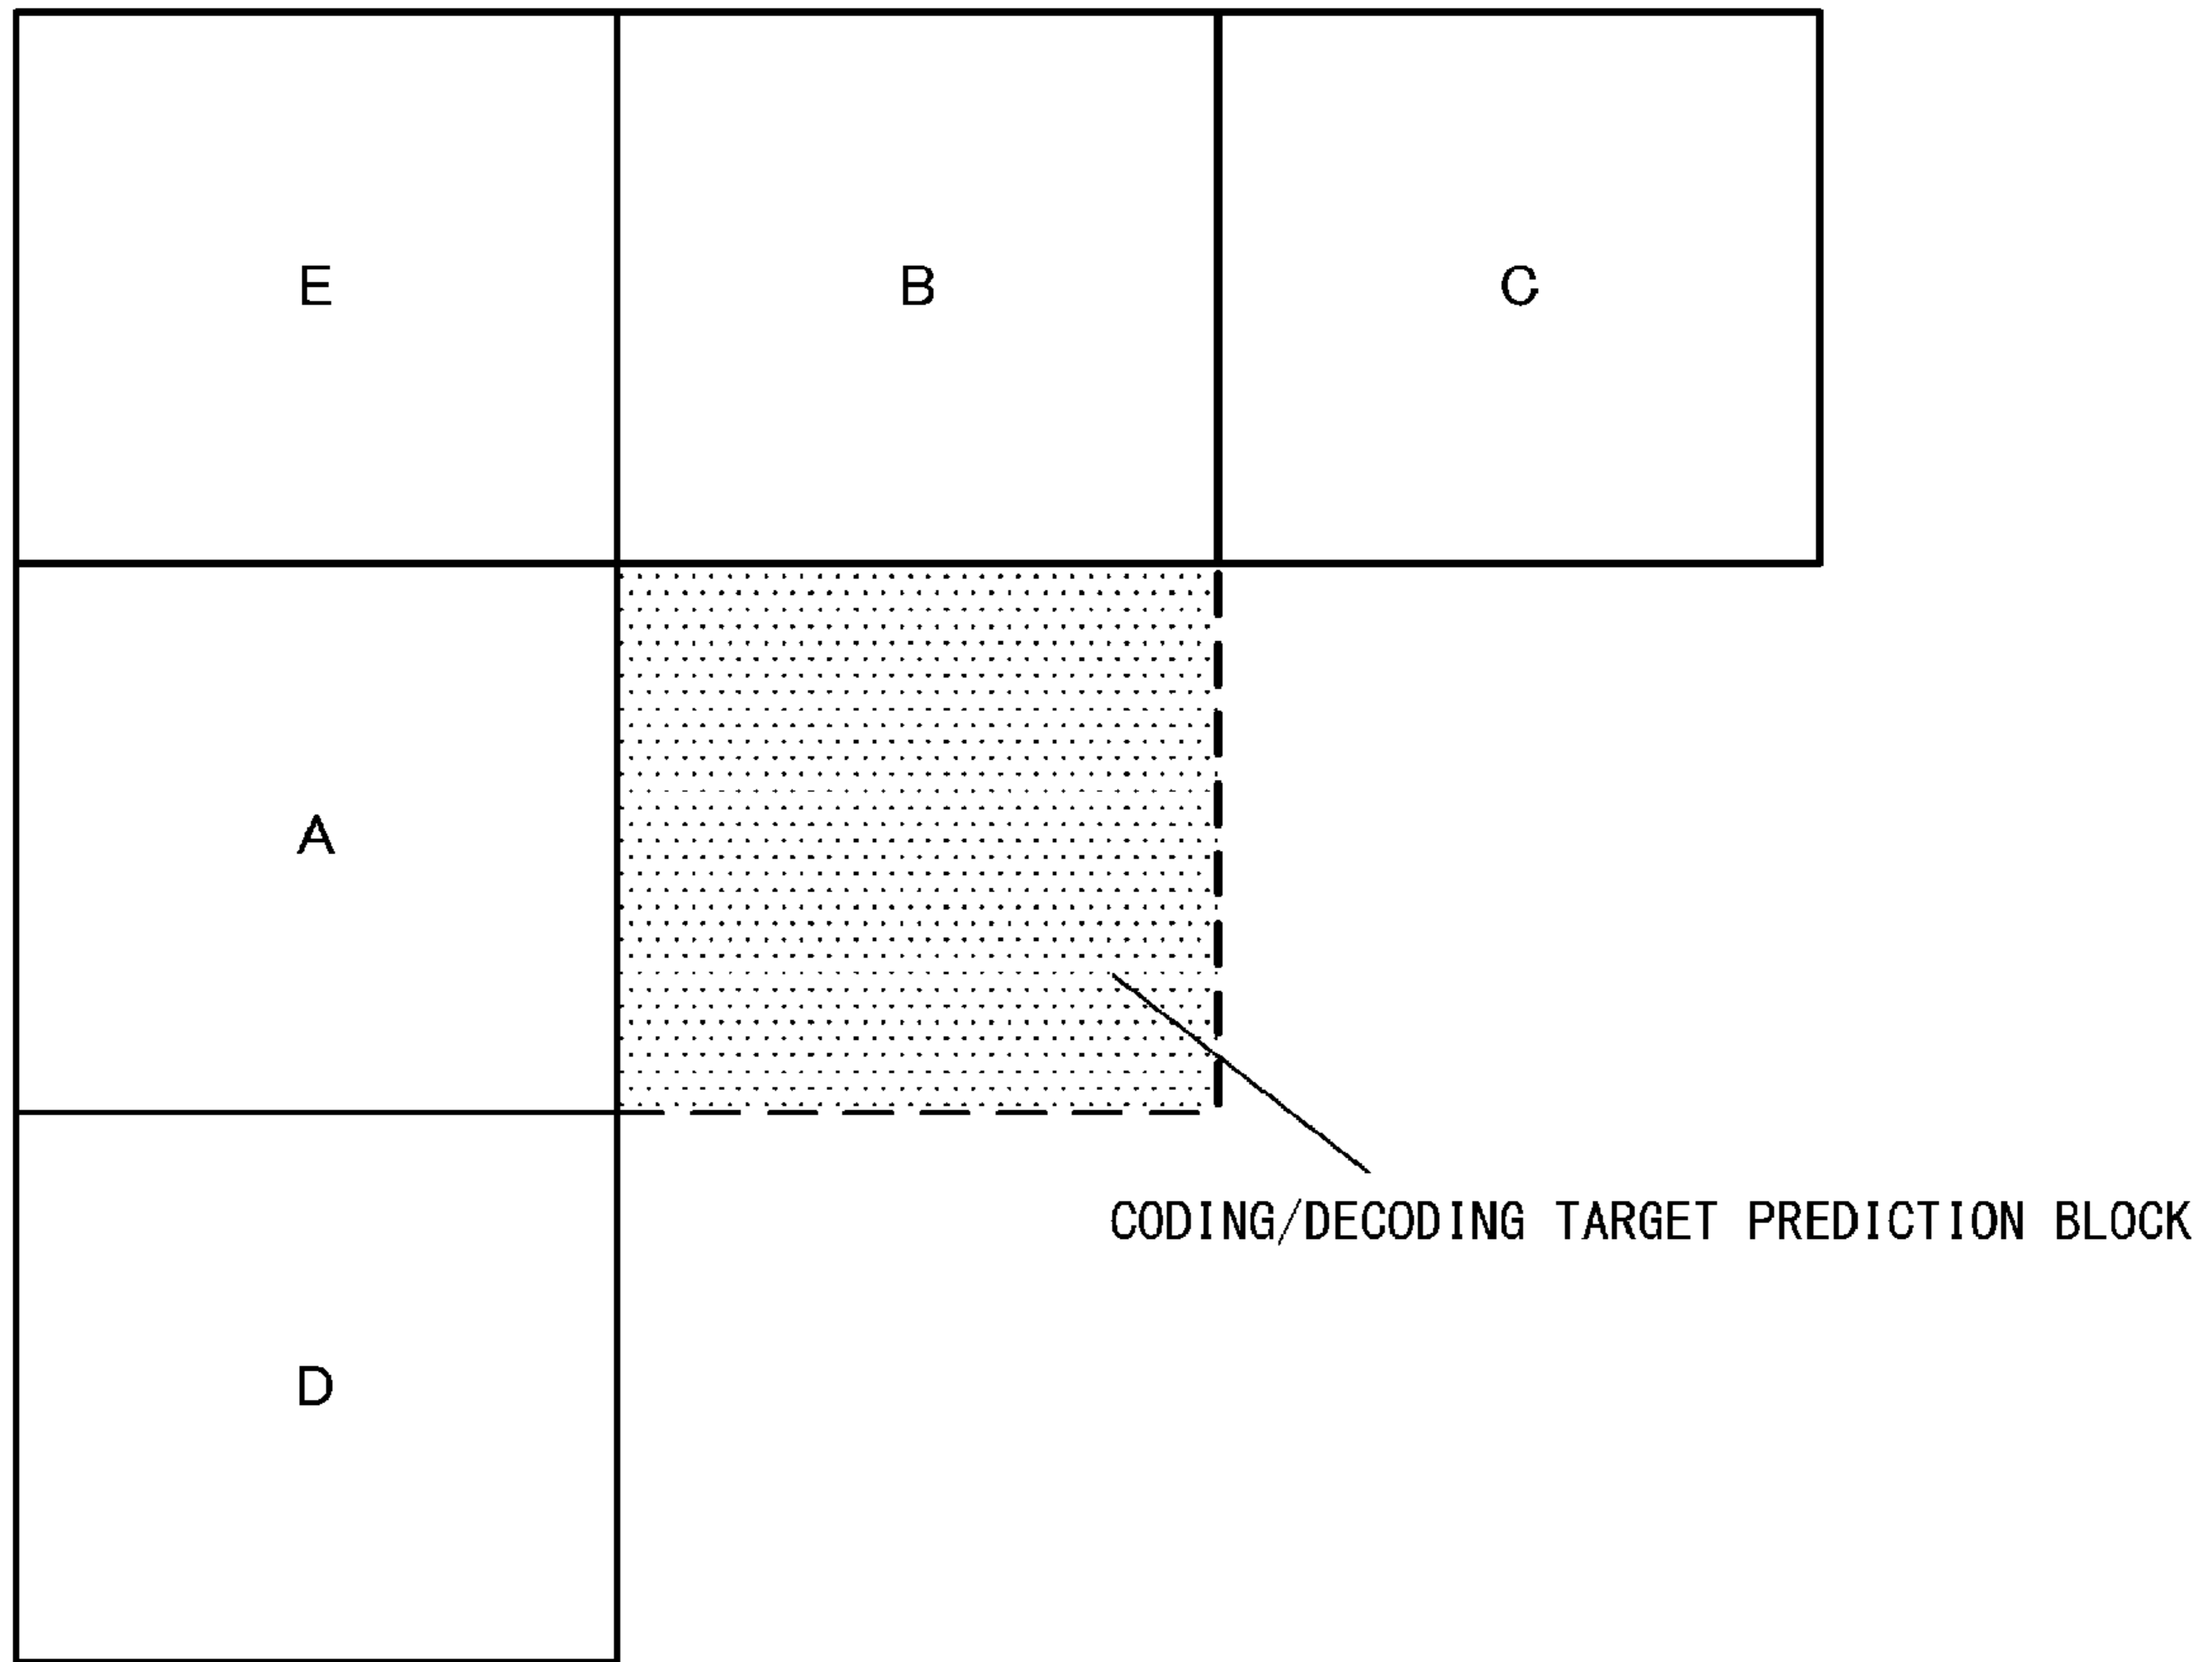 E B C
A
CODING/DECODING TARGET PREDICTION BLOCK
D